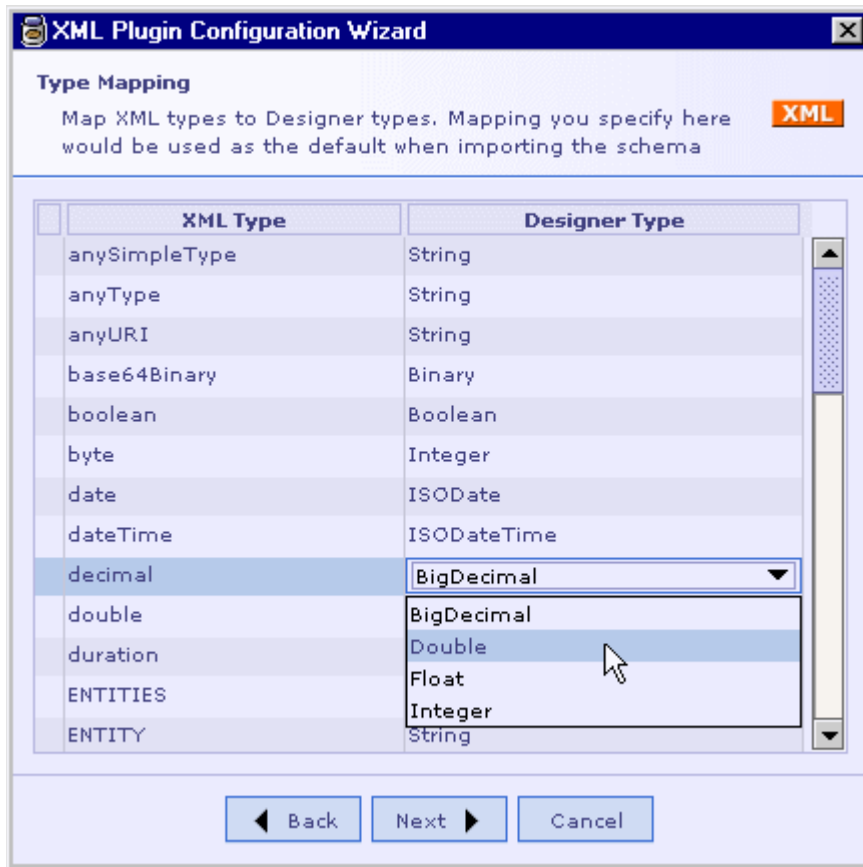 XML Plugin Configuration Wizard
Type Mapping
Map XML types to Designer types. Mapping you specify here
would be used as the default when importing the schema
XML
XML Type Designer Type
anySimpleType String
anyType String
anyURI String
base64Binary Binary
boolean Boolean
byte Integer
date ISODate
dateTime ISODateTime
decimal BigDecimal
double BigDecimal
Double
duration
Float
ENTITIES
Integer
ENTITY String
Back Next Cancel